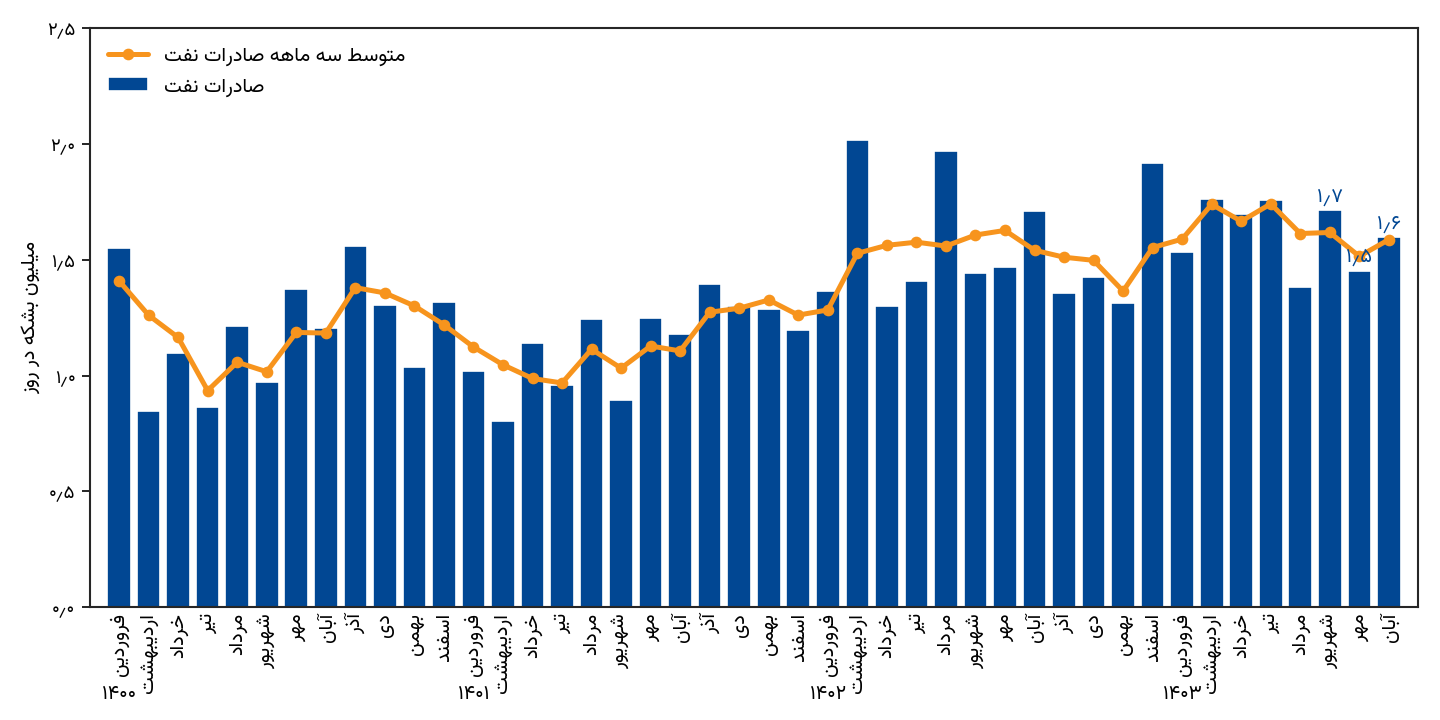 متوسط سه ماهه صادرات نفت
صادرات نفت
میلیون بشکه در روز
۲٫۵
۲٫۰
۱٫۵
۱٫۰
۰٫۵
۰٫۰
۱٫۷
۱٫۵
۱٫۶
فروردین
اردیبهشت
خرداد
تیر
مرداد
شهریور
مهر
آبان
آذر
دی
بهمن
اسفند
فروردین
اردیبهشت
خرداد
تیر
مرداد
شهریور
مهر
آبان
آذر
دی
بهمن
اسفند
فروردین
اردیبهشت
خرداد
تیر
مرداد
شهریور
مهر
آبان
آذر
دی
بهمن
اسفند
فروردین
اردیبهشت
خرداد
تیر
مرداد
شهریور
مهر
آبان
۱۴۰۰
۱۴۰۱
۱۴۰۲
۱۴۰۳